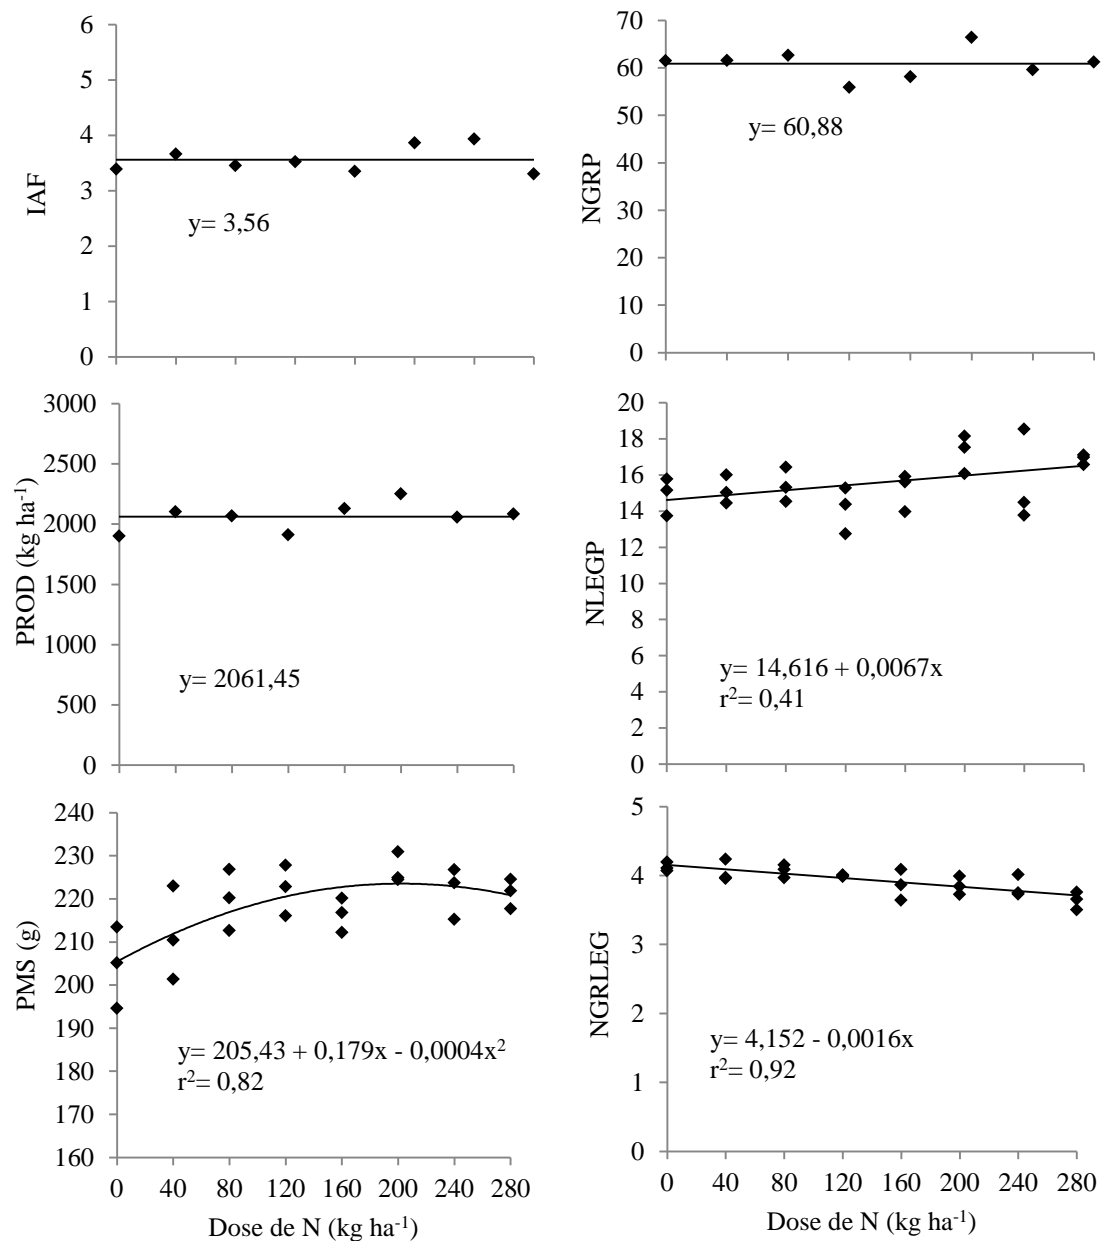 6
5
4
3
2
1
0
IAF
y= 3,56
70
60
50
40
30
20
10
0
NGRP
y= 60,88
3000
2500
2000
1500
1000
500
0
PROD (kg ha⁻¹)
y= 2061,45
20
18
16
14
12
10
8
6
4
2
0
NLEGP
y= 14,616 + 0,0067x
r²= 0,41
240
230
220
210
200
190
180
170
160
PMS (g)
y= 205,43 + 0,179x - 0,0004x²
r²= 0,82
0 40 80 120 160 200 240 280
Dose de N (kg ha⁻¹)
5
4
3
2
1
0
NGRLEG
y= 4,152 - 0,0016x
r²= 0,92
0 40 80 120 160 200 240 280
Dose de N (kg ha⁻¹)